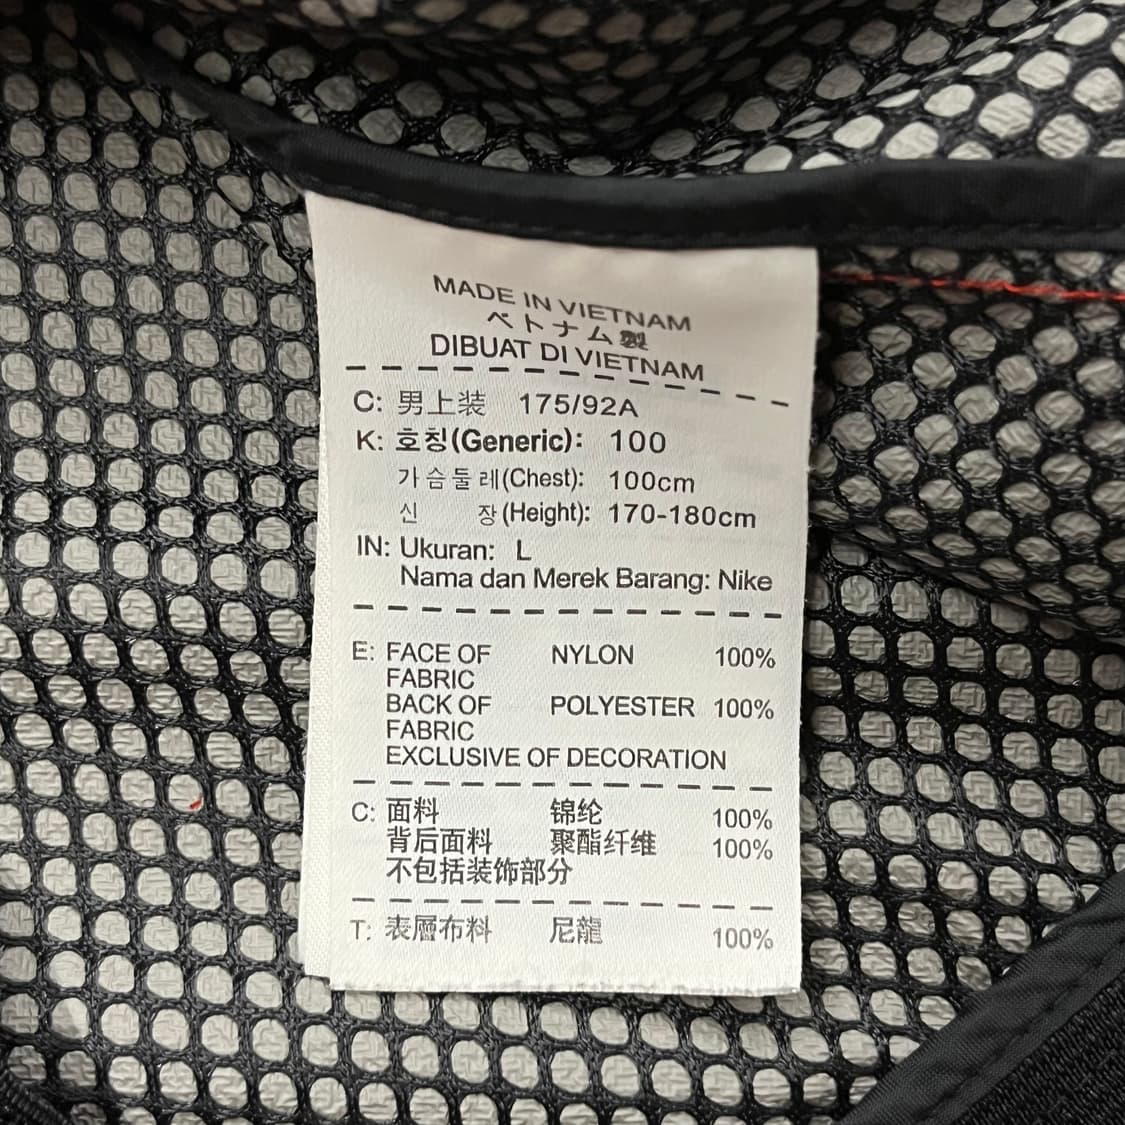 MADE IN VIETNAM
ベトナム製
DIBUAT DI VIETNAM
C: 男上装 175/92A
K: 호칭(Generic): 100
가슴둘레(Chest): 100cm
신 장(Height): 170-180cm
IN: Ukuran: L
Nama dan Merek Barang: Nike
E: FACE OF NYLON 100%
FABRIC
BACK OF POLYESTER 100%
FABRIC
EXCLUSIVE OF DECORATION
C: 面料 锦纶 100%
背后面料 聚酯纤维 100%
不包括装饰部分
T: 表層布料 尼龍 100%